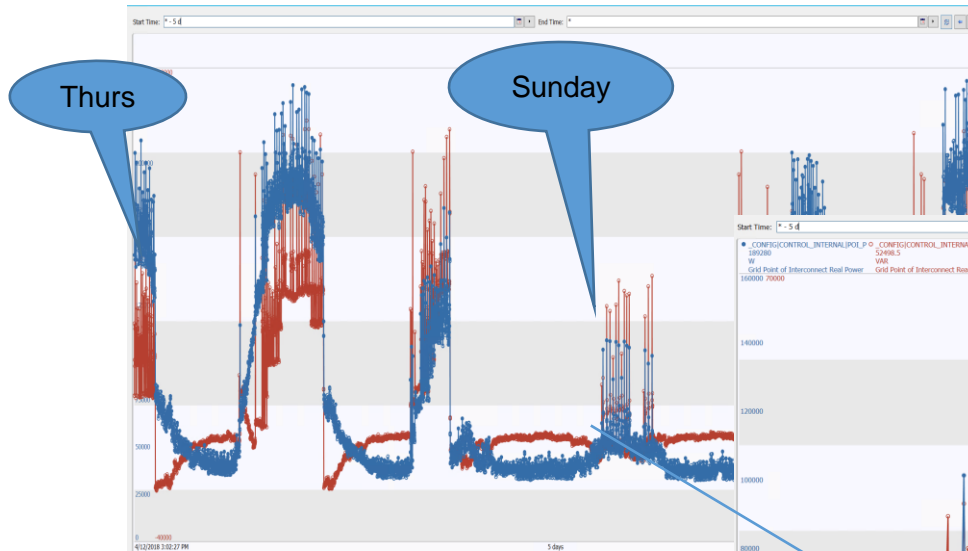 Start Time: * - 5 d
End Time: *
Thurs
Sunday
Start Time: * - 5 d
_CONFIG|CONTROL_INTERNAL|POI_P
_CONFIG|CONTROL_INTERNA
189280
52498.5
W
VAR
Grid Point of Interconnect Real Power
Grid Point of Interconnect Rea
160000 70000
140000
120000
100000
80000
50000
25000
0
-40000
4/12/2018 3:02:27 PM
5 days